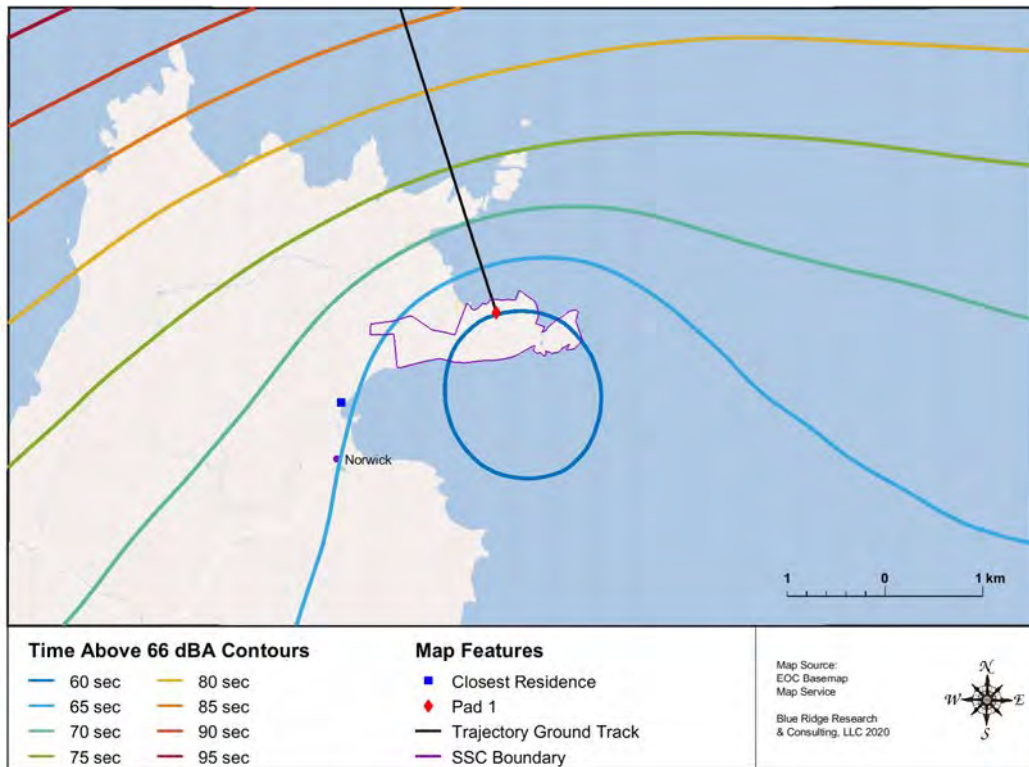 Norwick
1 0 1 km
Time Above 66 dBA Contours
60 sec
65 sec
70 sec
75 sec
80 sec
85 sec
90 sec
95 sec
Map Features
Closest Residence
Pad 1
Trajectory Ground Track
SSC Boundary
Map Source:
EOC Basemap
Map Service
Blue Ridge Research
& Consulting, LLC 2020
N
W E
S